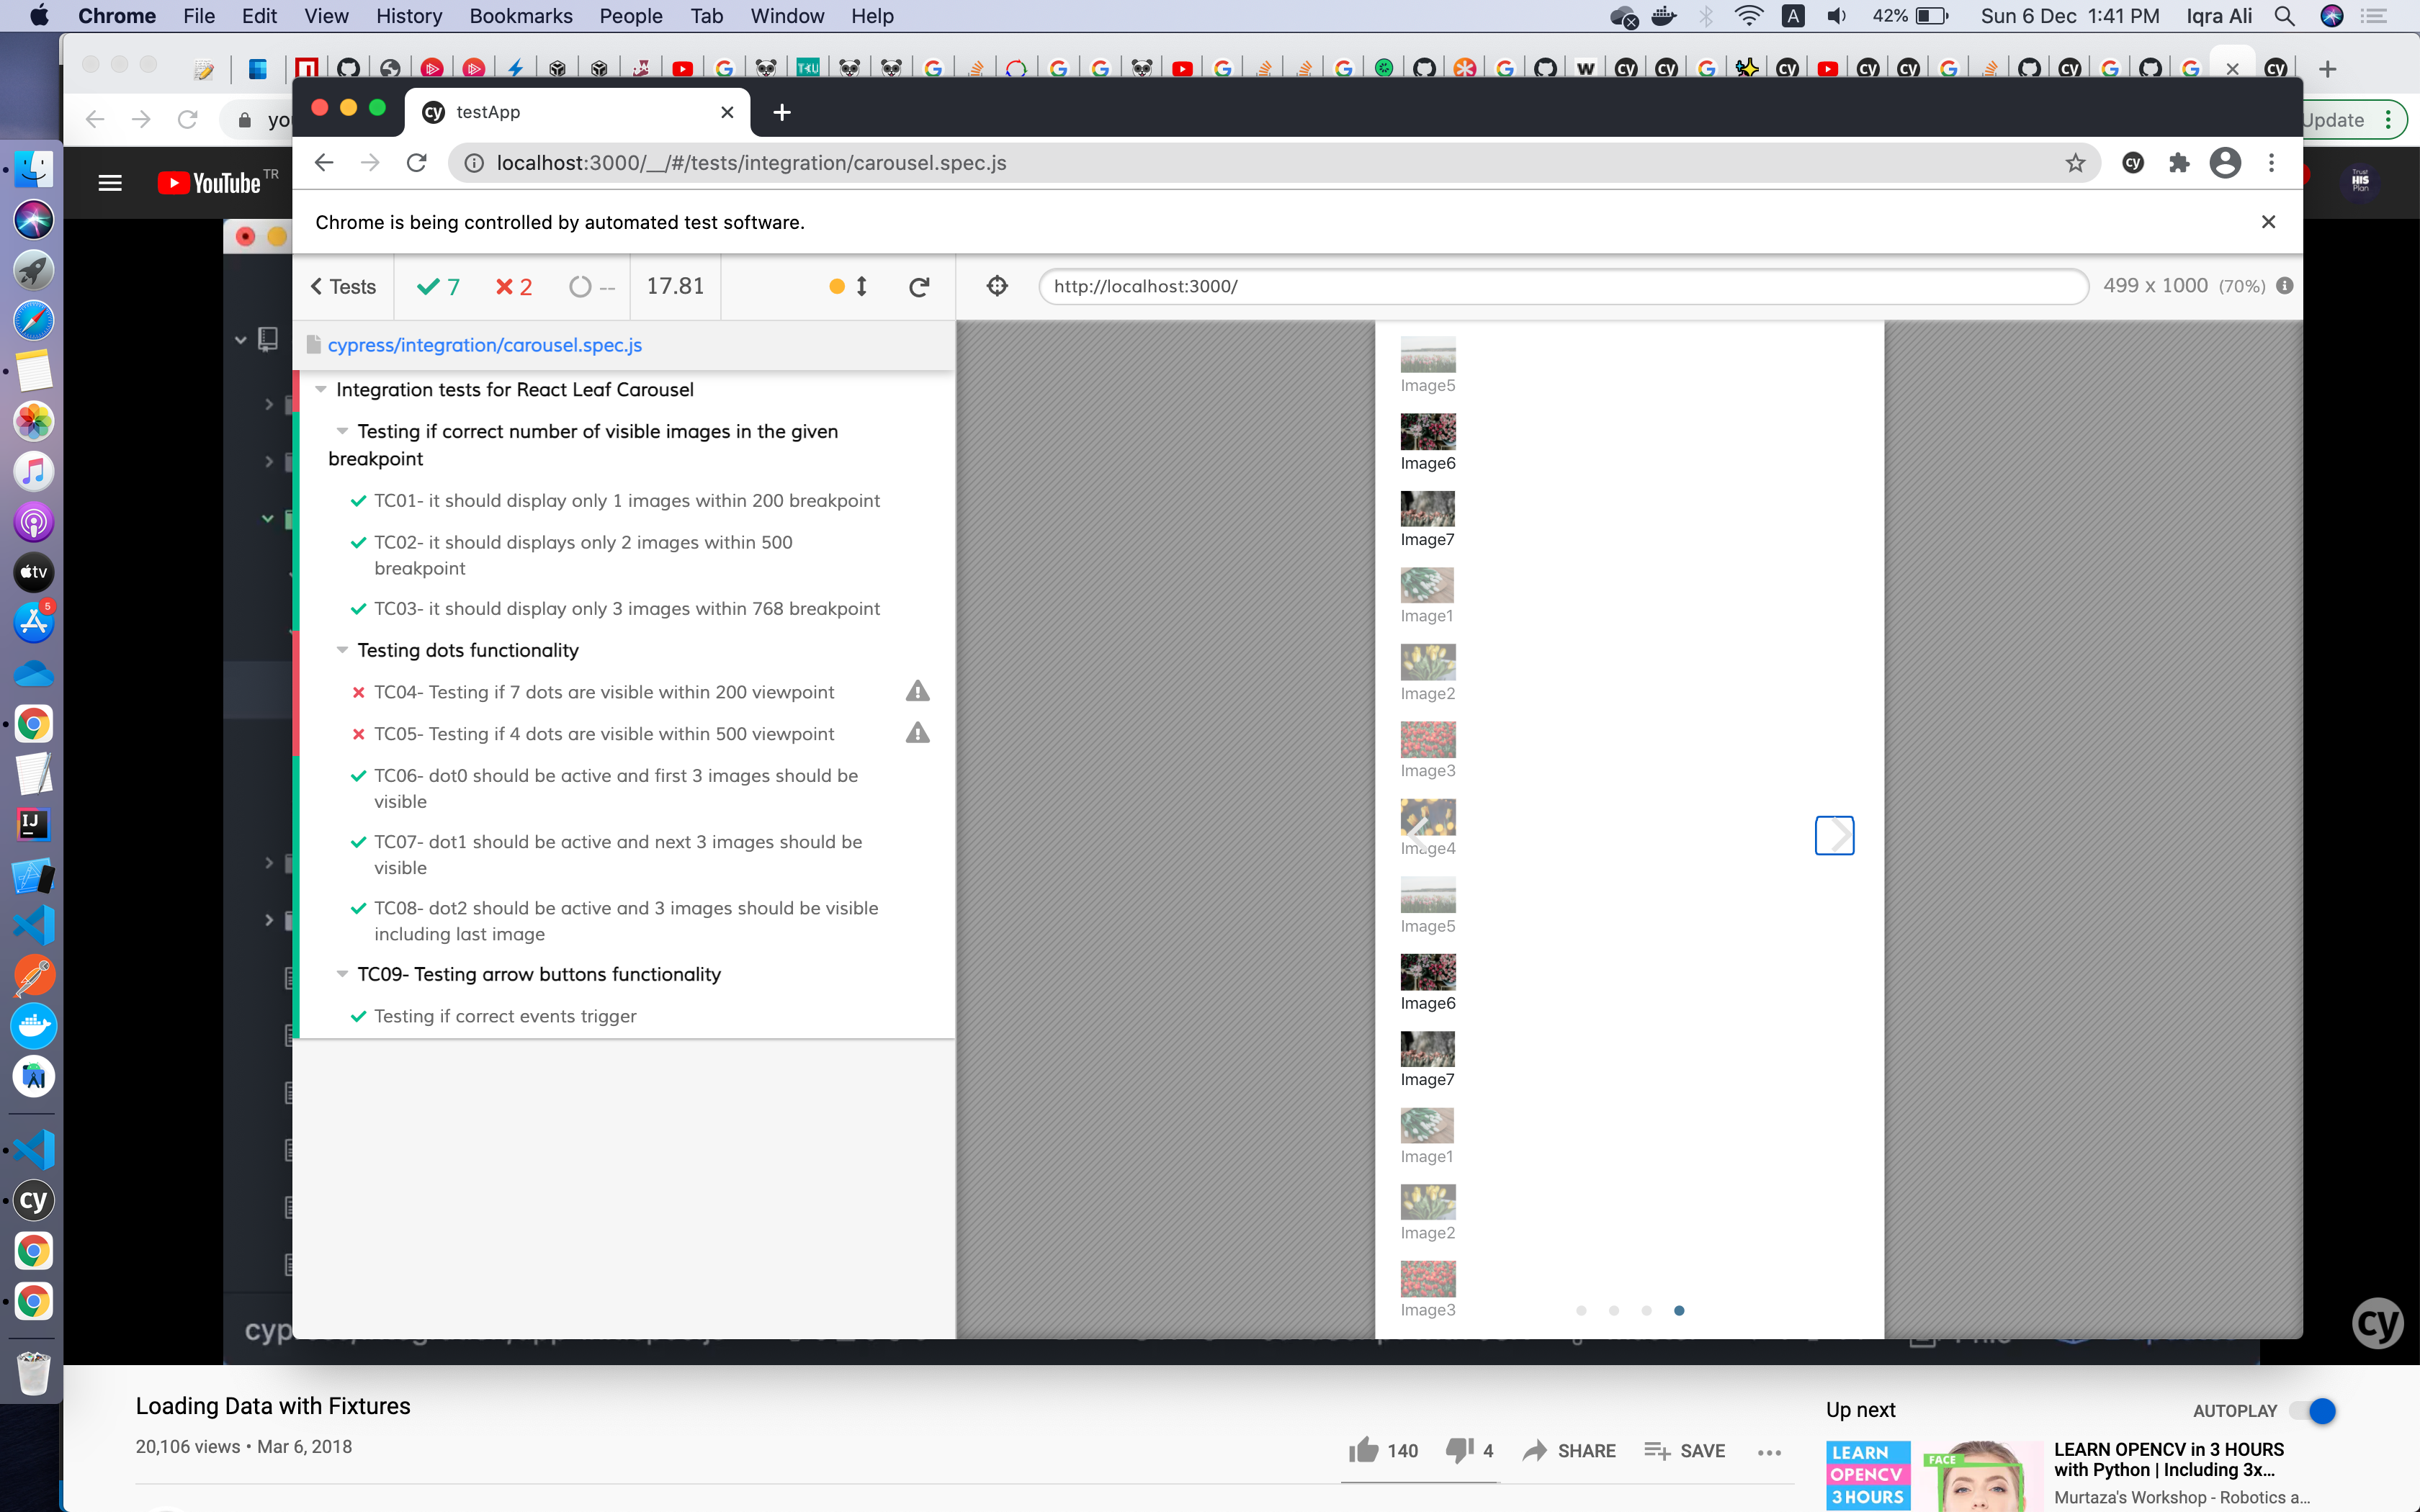 Chrome File Edit View History Bookmarks People Tab Window Help
A 42% Sun 6 Dec 1:41 PM Iqra Ali
testApp
localhost:3000/__/#/tests/integration/carousel.spec.js
Update
YouTube TR
Chrome is being controlled by automated test software.
Tests 7 2 -- 17.81
http://localhost:3000/
499 x 1000 (70%)
cypress/integration/carousel.spec.js
Integration tests for React Leaf Carousel
Testing if correct number of visible images in the given
breakpoint
TC01- it should display only 1 images within 200 breakpoint
TC02- it should displays only 2 images within 500
breakpoint
TC03- it should display only 3 images within 768 breakpoint
Testing dots functionality
TC04- Testing if 7 dots are visible within 200 viewpoint
TC05- Testing if 4 dots are visible within 500 viewpoint
TC06- dot0 should be active and first 3 images should be
visible
TC07- dot1 should be active and next 3 images should be
visible
TC08- dot2 should be active and 3 images should be visible
including last image
TC09- Testing arrow buttons functionality
Testing if correct events trigger
Image5
Image6
Image7
Image1
Image2
Image3
Image4
Image5
Image6
Image7
Image1
Image2
Image3
tv
5
IJ
cy
cy
Loading Data with Fixtures
20,106 views • Mar 6, 2018
140 4 SHARE SAVE
Up next
AUTOPLAY
LEARN
OPENCV
3 HOURS
FACE
LEARN OPENCV in 3 HOURS
with Python | Including 3x...
Murtaza's Workshop - Robotics a...